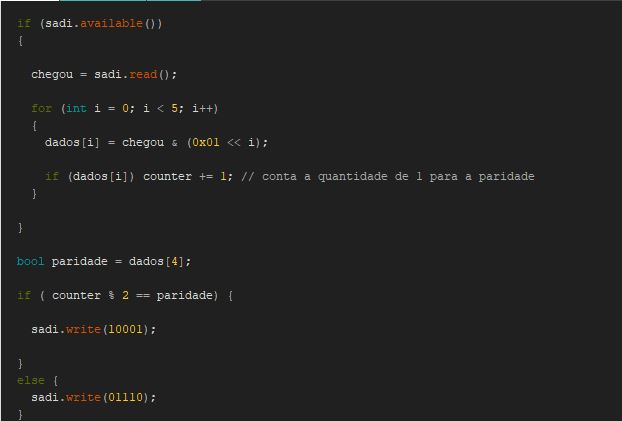 if (sadi.available())
{
chegou = sadi.read();
for (int i = 0; i < 5; i++)
{
dados[i] = chegou & (0x01 << i);
if (dados[i]) counter += 1; // conta a quantidade de 1 para a paridade
}
}
bool paridade = dados[4];
if ( counter % 2 == paridade) {
sadi.write(10001);
}
else {
sadi.write(01110);
}